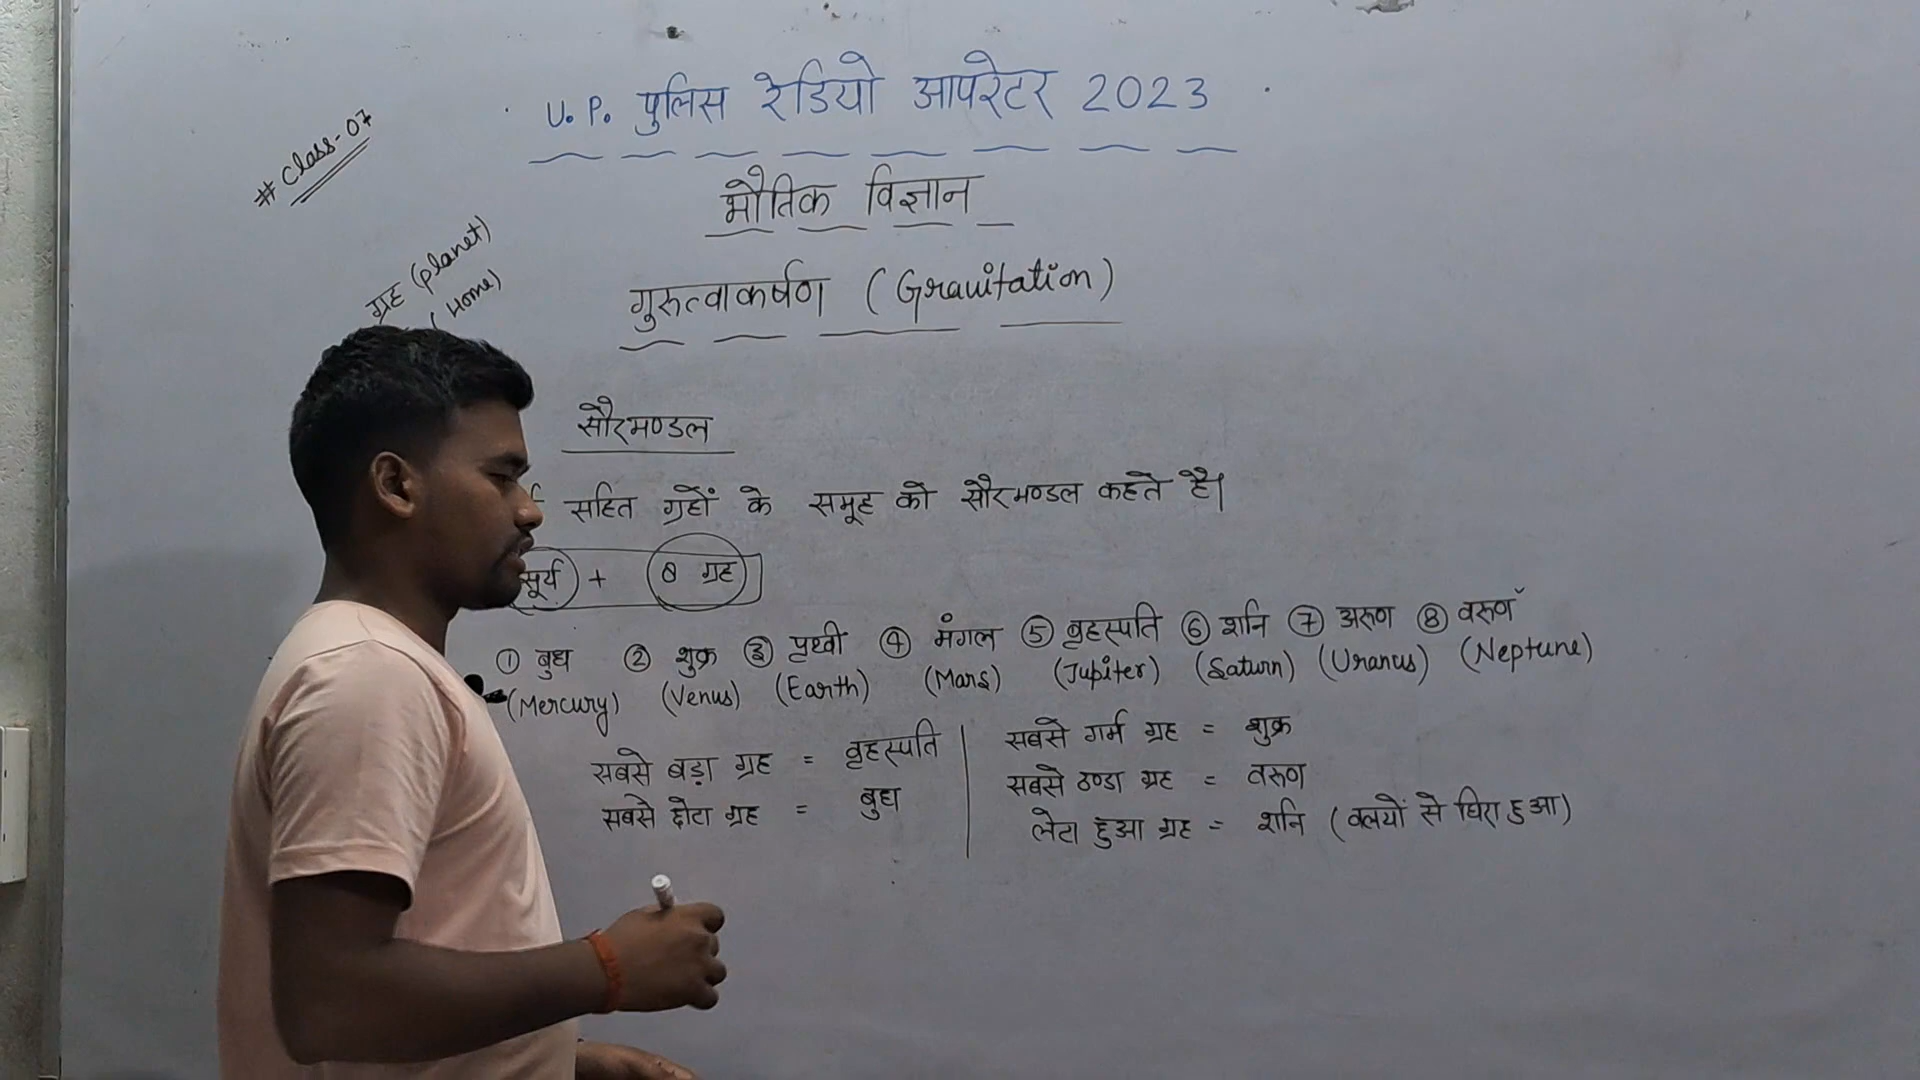 U. P. पुलिस रेडियो आपरेटर 2023
# Class-07
भौतिक विज्ञान
ग्रह (Planet)
(Home)
गुरुत्वाकर्षण (Gravitation)
सौरमण्डल
सहित ग्रहों के समूह को सौरमण्डल कहते है।
सूर्य + 8 ग्रह
① बुध ② शुक्र ③ पृथ्वी ④ मंगल ⑤ बृहस्पति ⑥ शनि ⑦ अरुण ⑧ वरुण
(Mercury) (Venus) (Earth) (Mars) (Jupiter) (Saturn) (Uranus) (Neptune)
सबसे बड़ा ग्रह = बृहस्पति
सबसे छोटा ग्रह = बुध
सबसे गर्म ग्रह = शुक्र
सबसे ठण्डा ग्रह = वरुण
लेटा हुआ ग्रह = शनि (वलयों से घिरा हुआ)